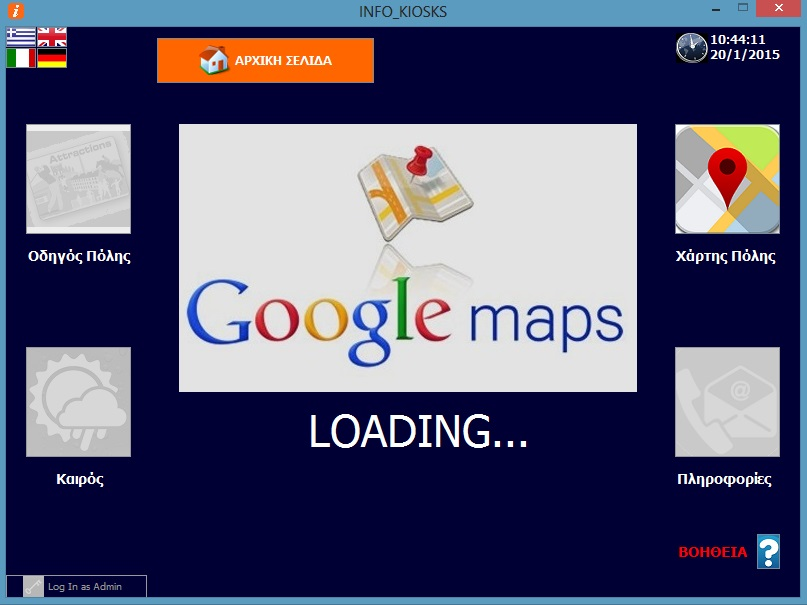 INFO_KIOSKS
ΑΡΧΙΚΗ ΣΕΛΙΔΑ
10:44:11
20/1/2015
Attractions
Οδηγός Πόλης
Χάρτης Πόλης
Google maps
LOADING...
Καιρός
Πληροφορίες
ΒΟΗΘΕΙΑ ?
Log In as Admin